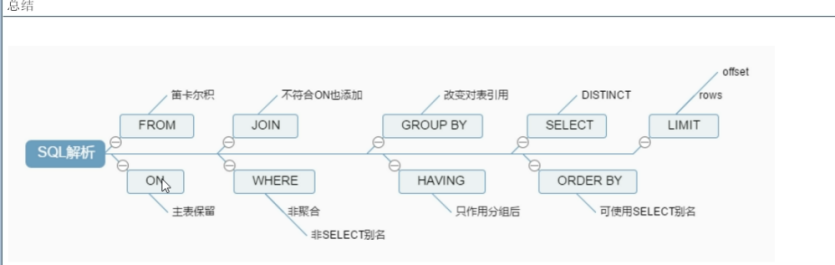 总结
offset
笛卡尔积 不符合ON也添加 改变对表引用 DISTINCT rows
FROM JOIN GROUP BY SELECT LIMIT
SQL解析
ON WHERE HAVING ORDER BY
主表保留 非聚合 只作用分组后 可使用SELECT别名
非SELECT别名